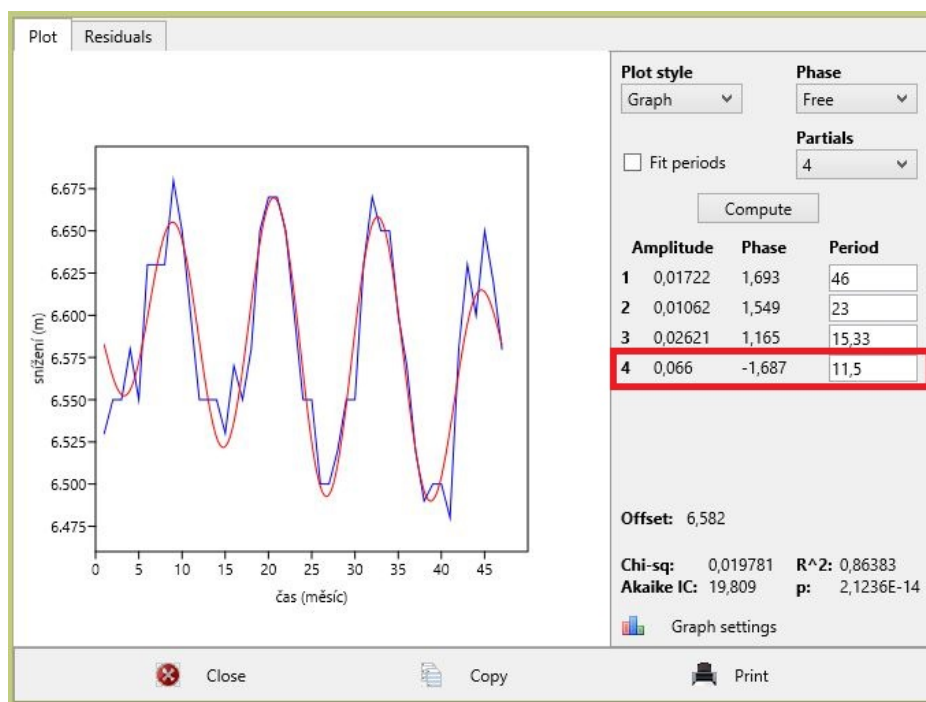 Plot Residuals
Plot style Phase
Graph Free
Partials
Fit periods 4
Compute
Amplitude Phase Period
1 0,01722 1,693 46
2 0,01062 1,549 23
3 0,02621 1,165 15,33
4 0,066 -1,687 11,5
Offset: 6,582
Chi-sq: 0,019781 R^2: 0,86383
Akaike IC: 19,809 p: 2,1236E-14
Graph settings
6.675
6.650
6.625
6.600
6.575
6.550
6.525
6.500
6.475
snížení (m)
0 5 10 15 20 25 30 35 40 45
čas (měsíc)
Close Copy Print